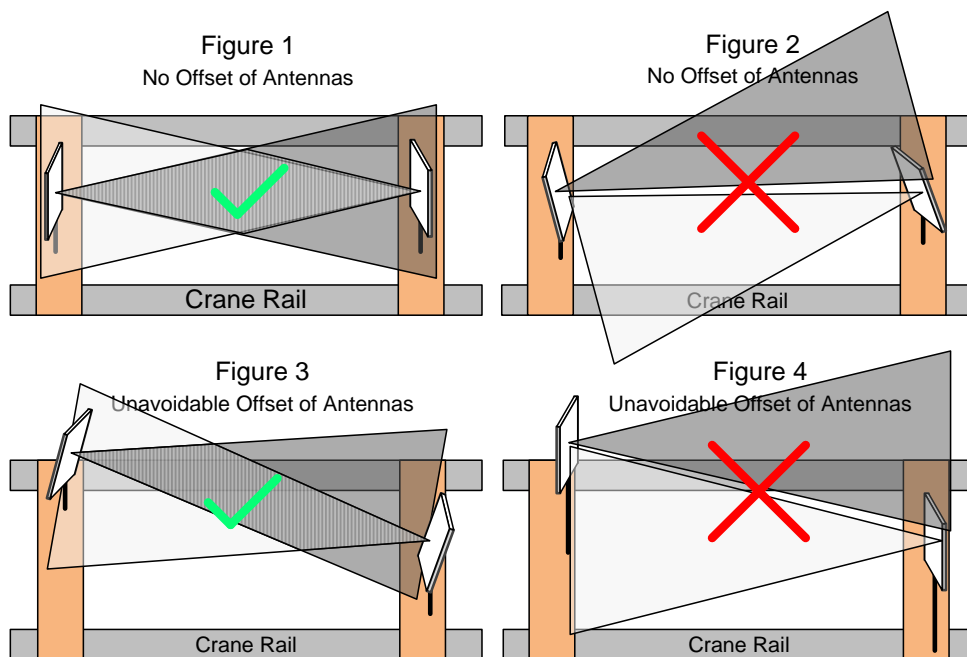 Figure 1
No Offset of Antennas
Crane Rail
Figure 2
No Offset of Antennas
Crane Rail
Figure 3
Unavoidable Offset of Antennas
Crane Rail
Figure 4
Unavoidable Offset of Antennas
Crane Rail